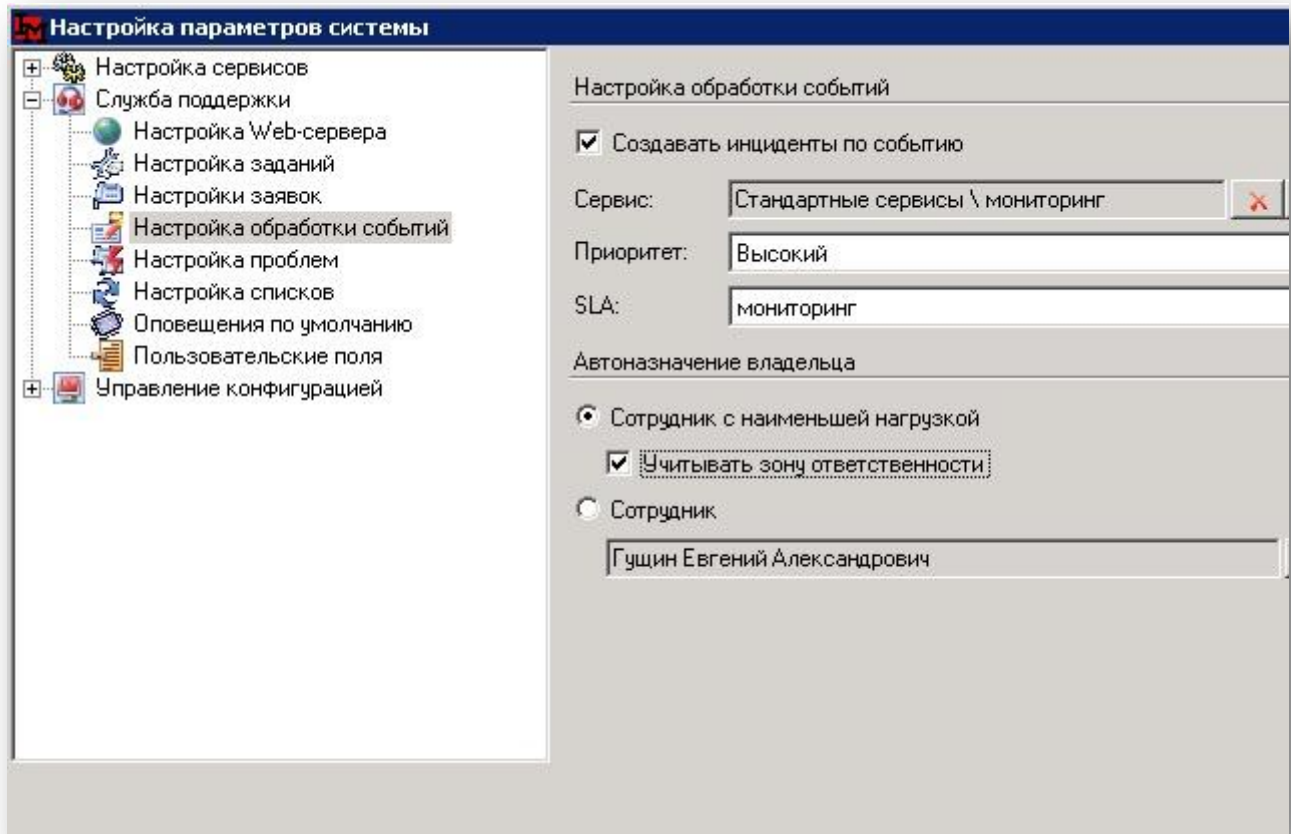 Настройка параметров системы
Настройка сервисов
Служба поддержки
Настройка Web-сервера
Настройка заданий
Настройки заявок
Настройка обработки событий
Настройка проблем
Настройка списков
Оповещения по умолчанию
Пользовательские поля
Управление конфигурацией
Настройка обработки событий
Создавать инциденты по событию
Сервис: Стандартные сервисы \ мониторинг
Приоритет: Высокий
SLA: мониторинг
Автоназначение владельца
Сотрудник с наименьшей нагрузкой
Учитывать зону ответственности
Сотрудник
Гущин Евгений Александрович